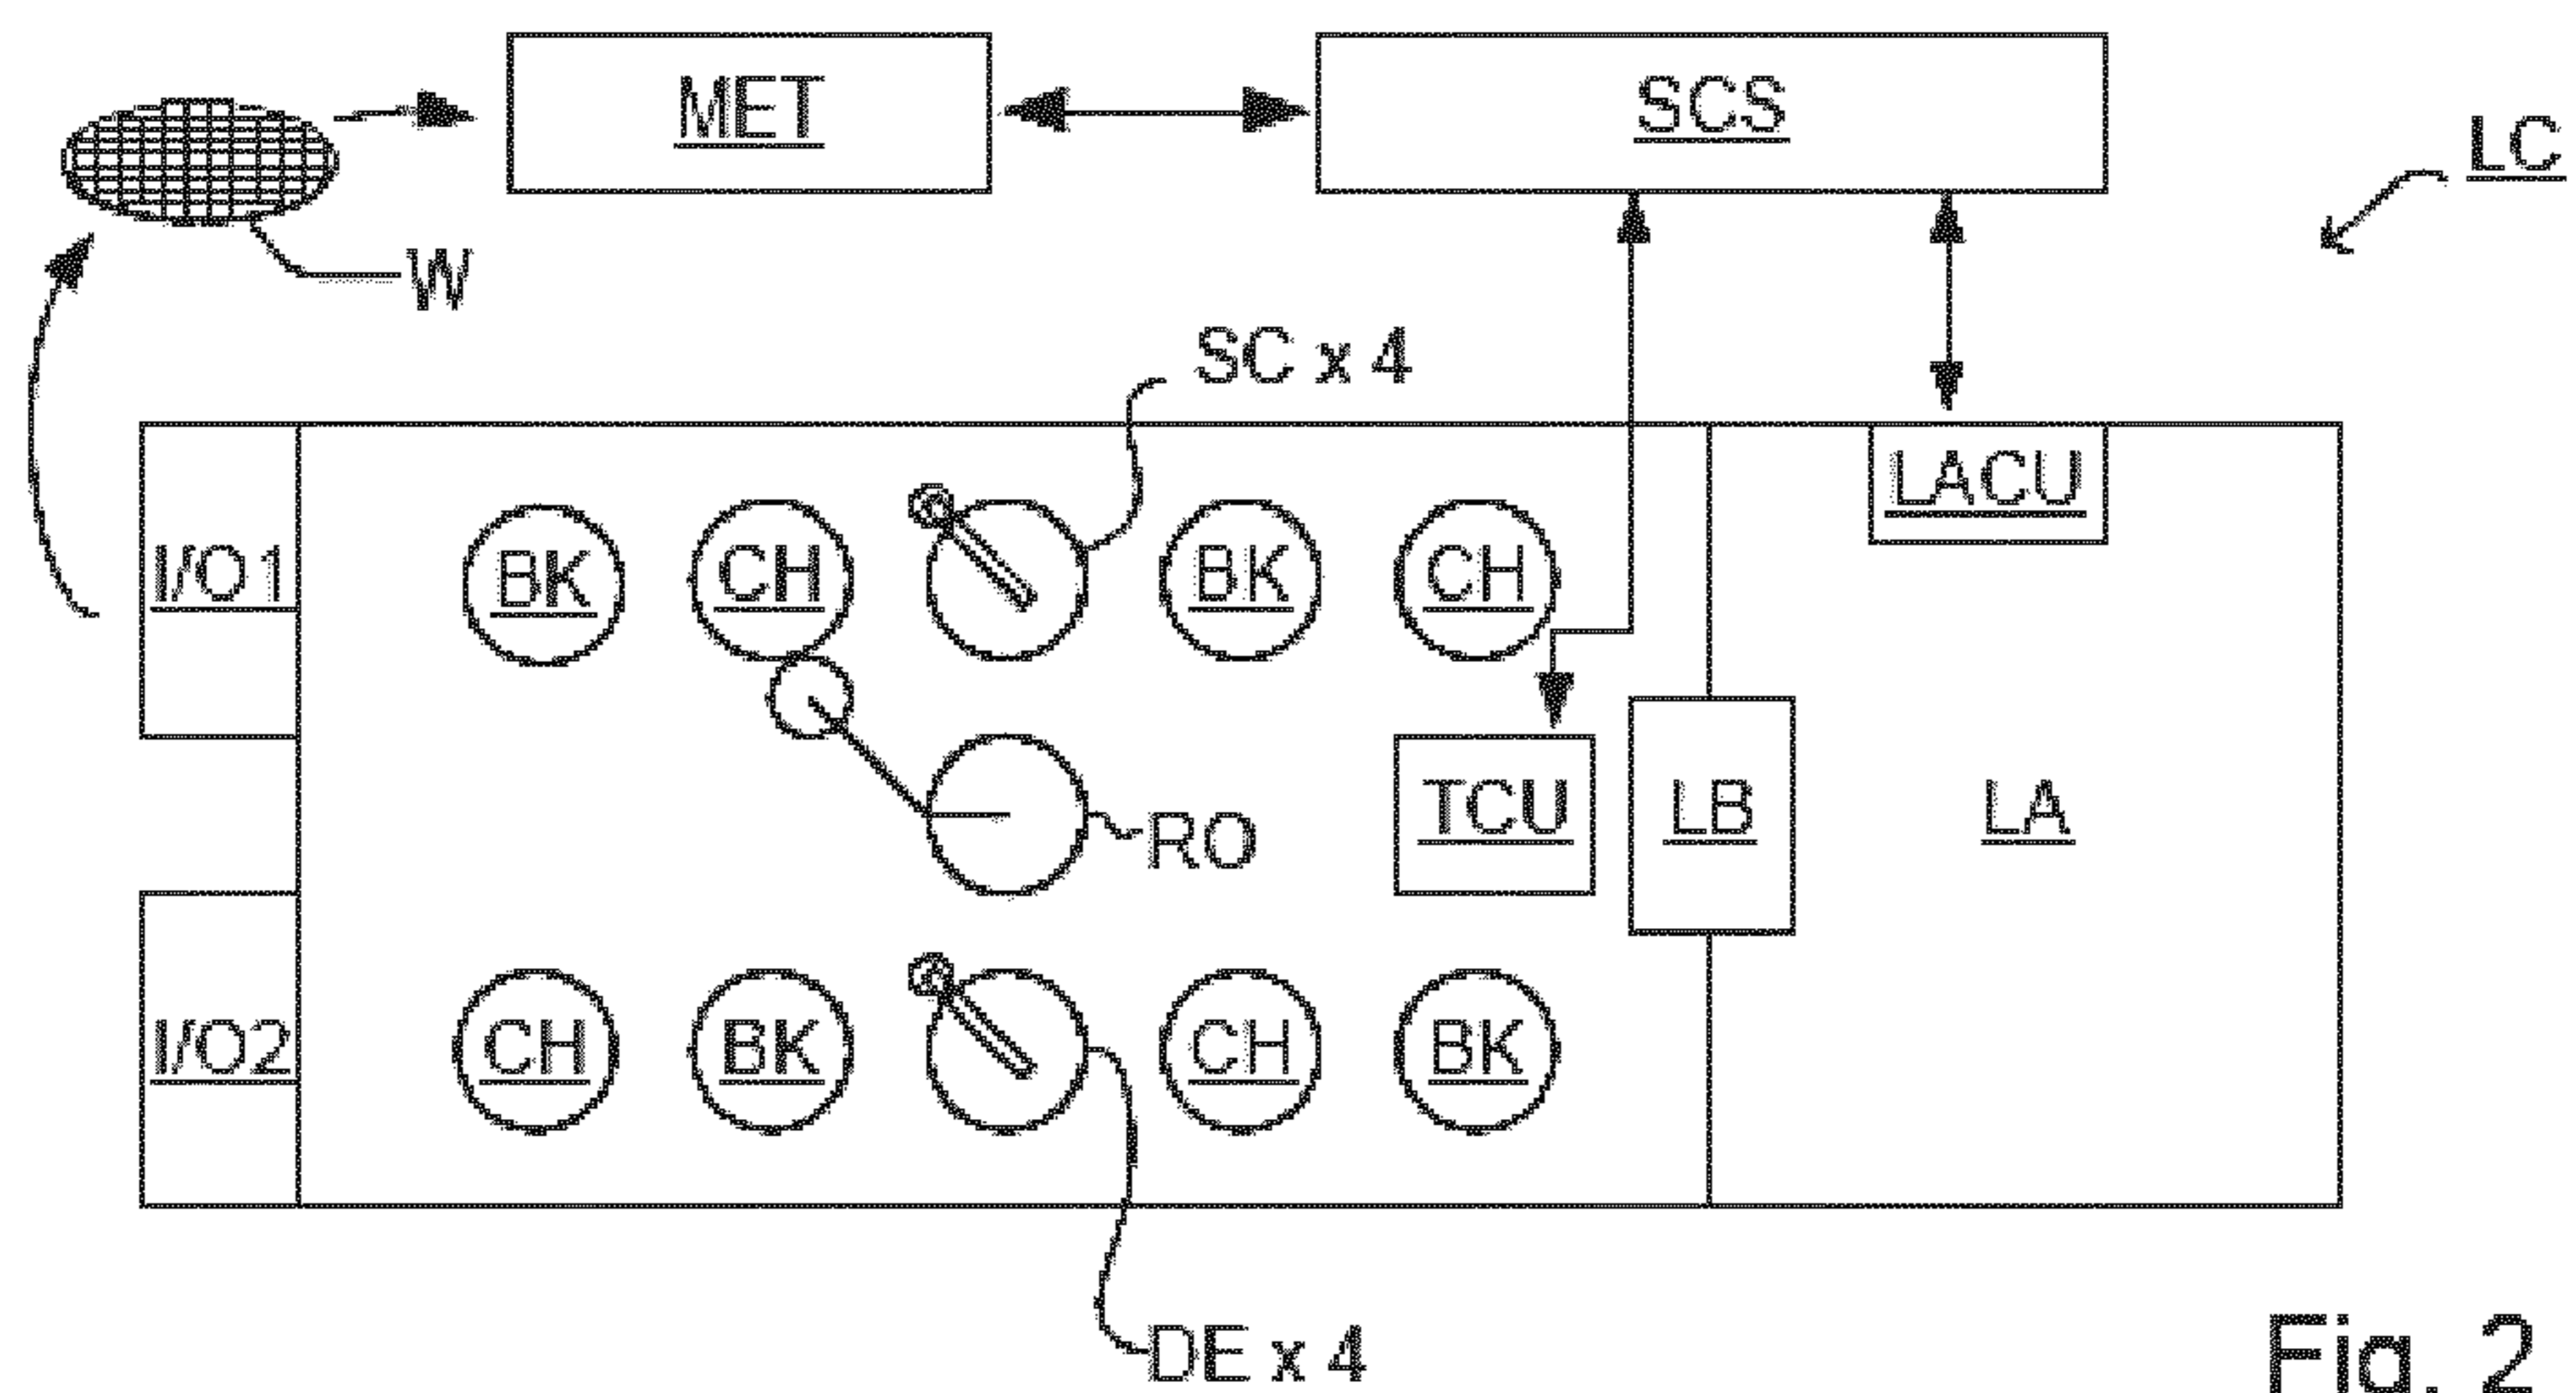 MET
SCS
LC
W
SC x 4
LACU
I/O1
BK
CH
BK
CH
RO
TCU
LB
LA
I/O2
CH
BK
CH
BK
DE x 4
Fig. 2